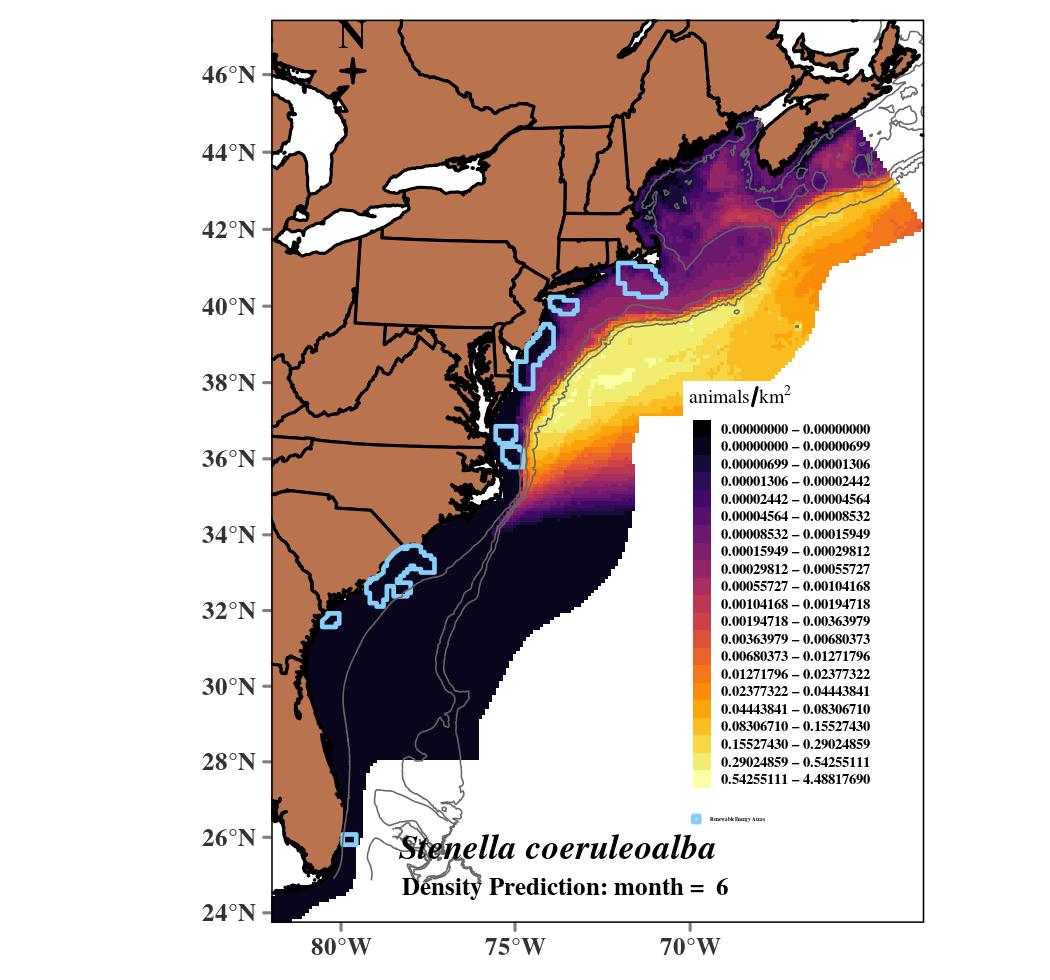 N
46°N
44°N
42°N
40°N
38°N
36°N
34°N
32°N
30°N
28°N
26°N
24°N
80°W
75°W
70°W
animals/km²
0.00000000 – 0.00000000
0.00000000 – 0.00000699
0.00000699 – 0.00001306
0.00001306 – 0.00002442
0.00002442 – 0.00004564
0.00004564 – 0.00008532
0.00008532 – 0.00015949
0.00015949 – 0.00029812
0.00029812 – 0.00055727
0.00055727 – 0.00104168
0.00104168 – 0.00194718
0.00194718 – 0.00363979
0.00363979 – 0.00680373
0.00680373 – 0.01271796
0.01271796 – 0.02377322
0.02377322 – 0.04443841
0.04443841 – 0.08306710
0.08306710 – 0.15527430
0.15527430 – 0.29024859
0.29024859 – 0.54255111
0.54255111 – 4.48817690
Renewable Energy Areas
Stenella coeruleoalba
Density Prediction: month = 6